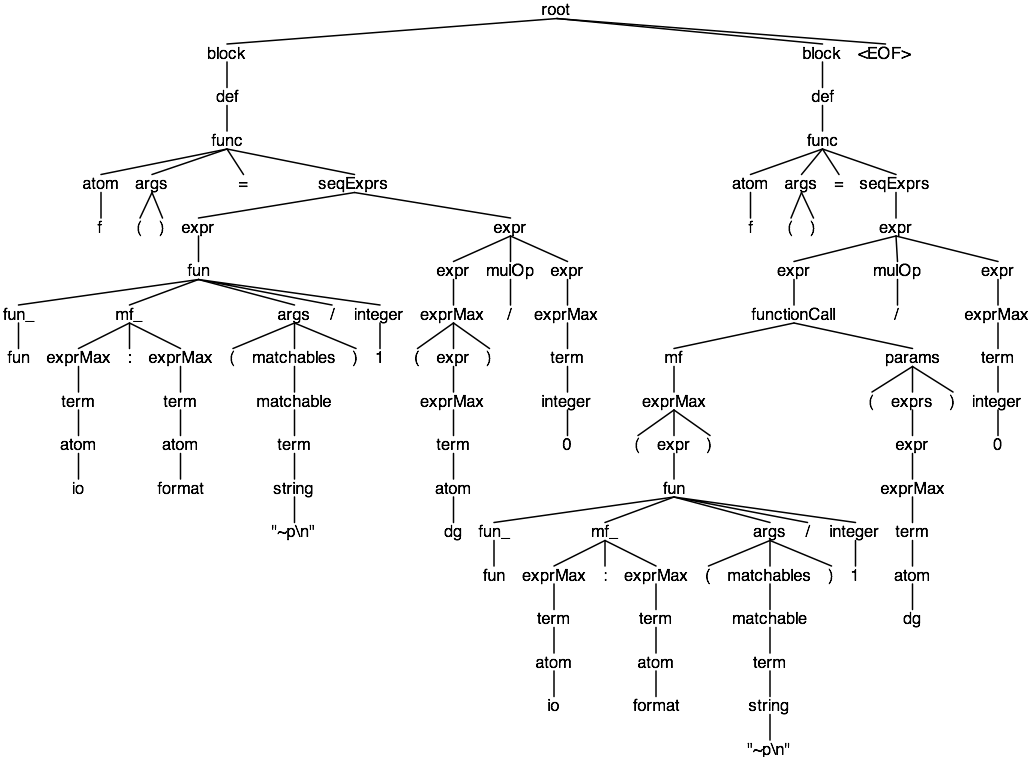 root
block block <EOF>
def def
func func
atom args = seqExprs atom args = seqExprs
f ( ) expr expr f ( ) expr
fun expr mulOp expr expr mulOp expr
fun_ mf_ args / integer exprMax / exprMax functionCall / exprMax
fun exprMax : exprMax ( matchables ) 1 ( expr ) term mf params term
term term matchable exprMax integer exprMax ( exprs ) integer
atom atom term term 0 ( expr ) expr 0
io format string atom fun exprMax
"~p\n" dg fun_ mf_ args / integer term
fun exprMax : exprMax ( matchables ) 1 atom
term term matchable dg
atom atom term
io format string
"~p\n"